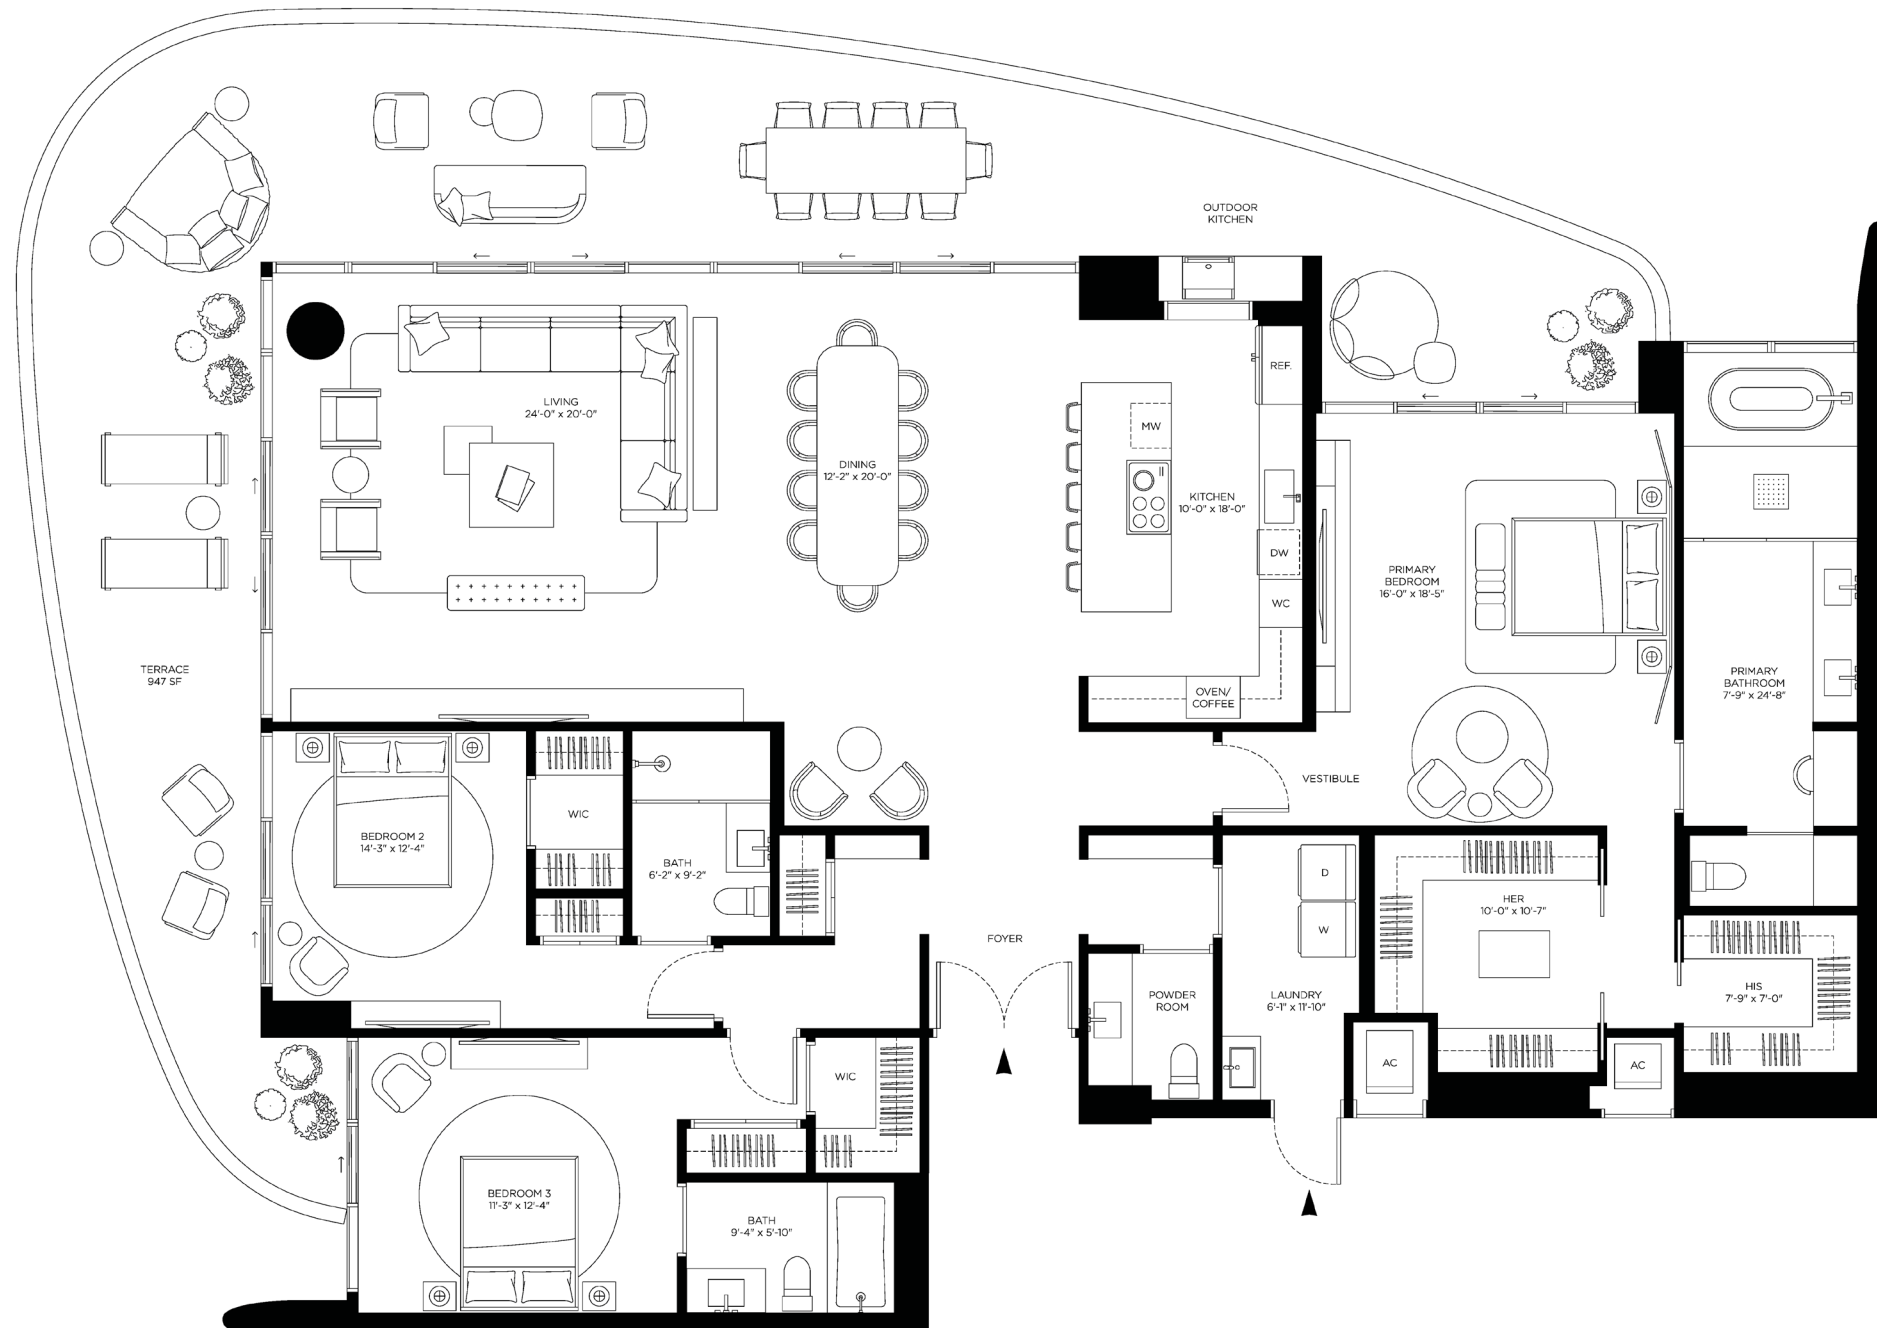 OUTDOOR
KITCHEN
REF.
LIVING
24'-0" x 20'-0"
MW
DINING
12'-2" x 20'-0"
KITCHEN
10'-0" x 18'-0"
DW
PRIMARY
BEDROOM
16'-0" x 18'-5"
WC
TERRACE
947 SF
PRIMARY
BATHROOM
7'-9" x 24'-8"
OVEN/
COFFEE
VESTIBULE
WIC
BEDROOM 2
14'-3" x 12'-4"
BATH
6'-2" x 9'-2"
D
HER
10'-0" x 10'-7"
W
FOYER
HIS
7'-9" x 7'-0"
POWDER
ROOM
LAUNDRY
6'-1" x 11'-10"
AC
AC
WIC
BEDROOM 3
11'-3" x 12'-4"
BATH
9'-4" x 5'-10"